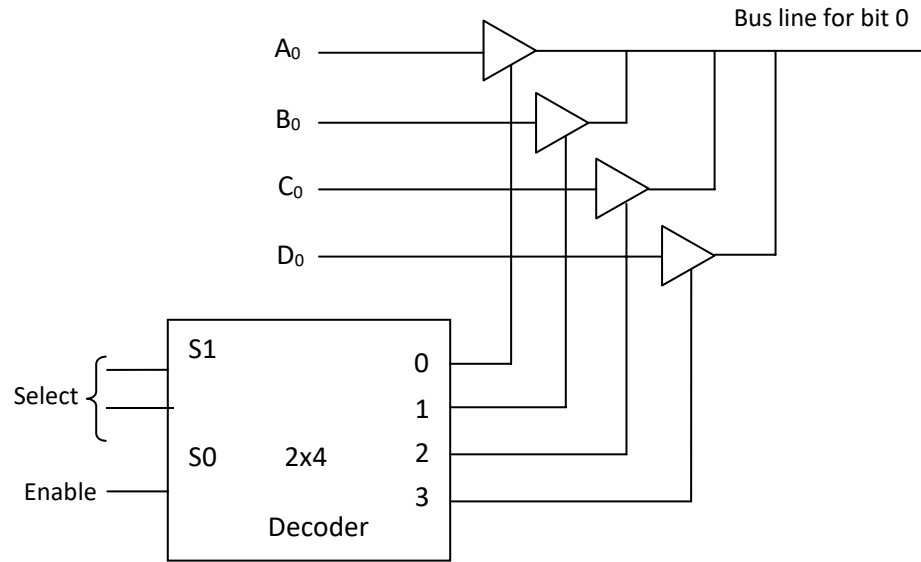 Bus line for bit 0
A₀
B₀
C₀
D₀
S1
0
Select
1
S0 2x4 2
Enable
3
Decoder